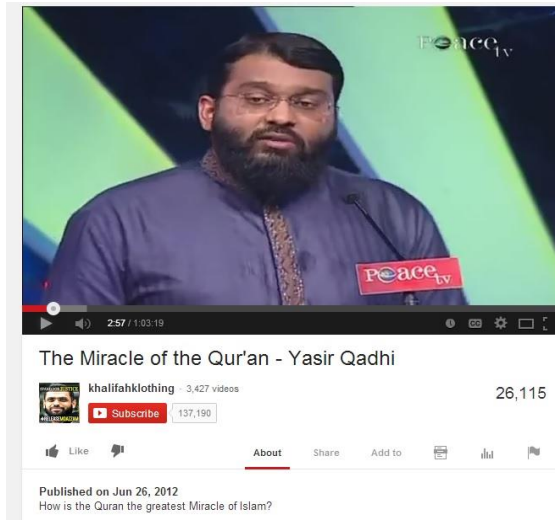 Peace tv
Peace tv
2:57 / 1:03:19
The Miracle of the Qur'an - Yasir Qadhi
khalifahklothing · 3,427 videos
Subscribe 137,190
26,115
Like
About Share Add to
Published on Jun 26, 2012
How is the Quran the greatest Miracle of Islam?